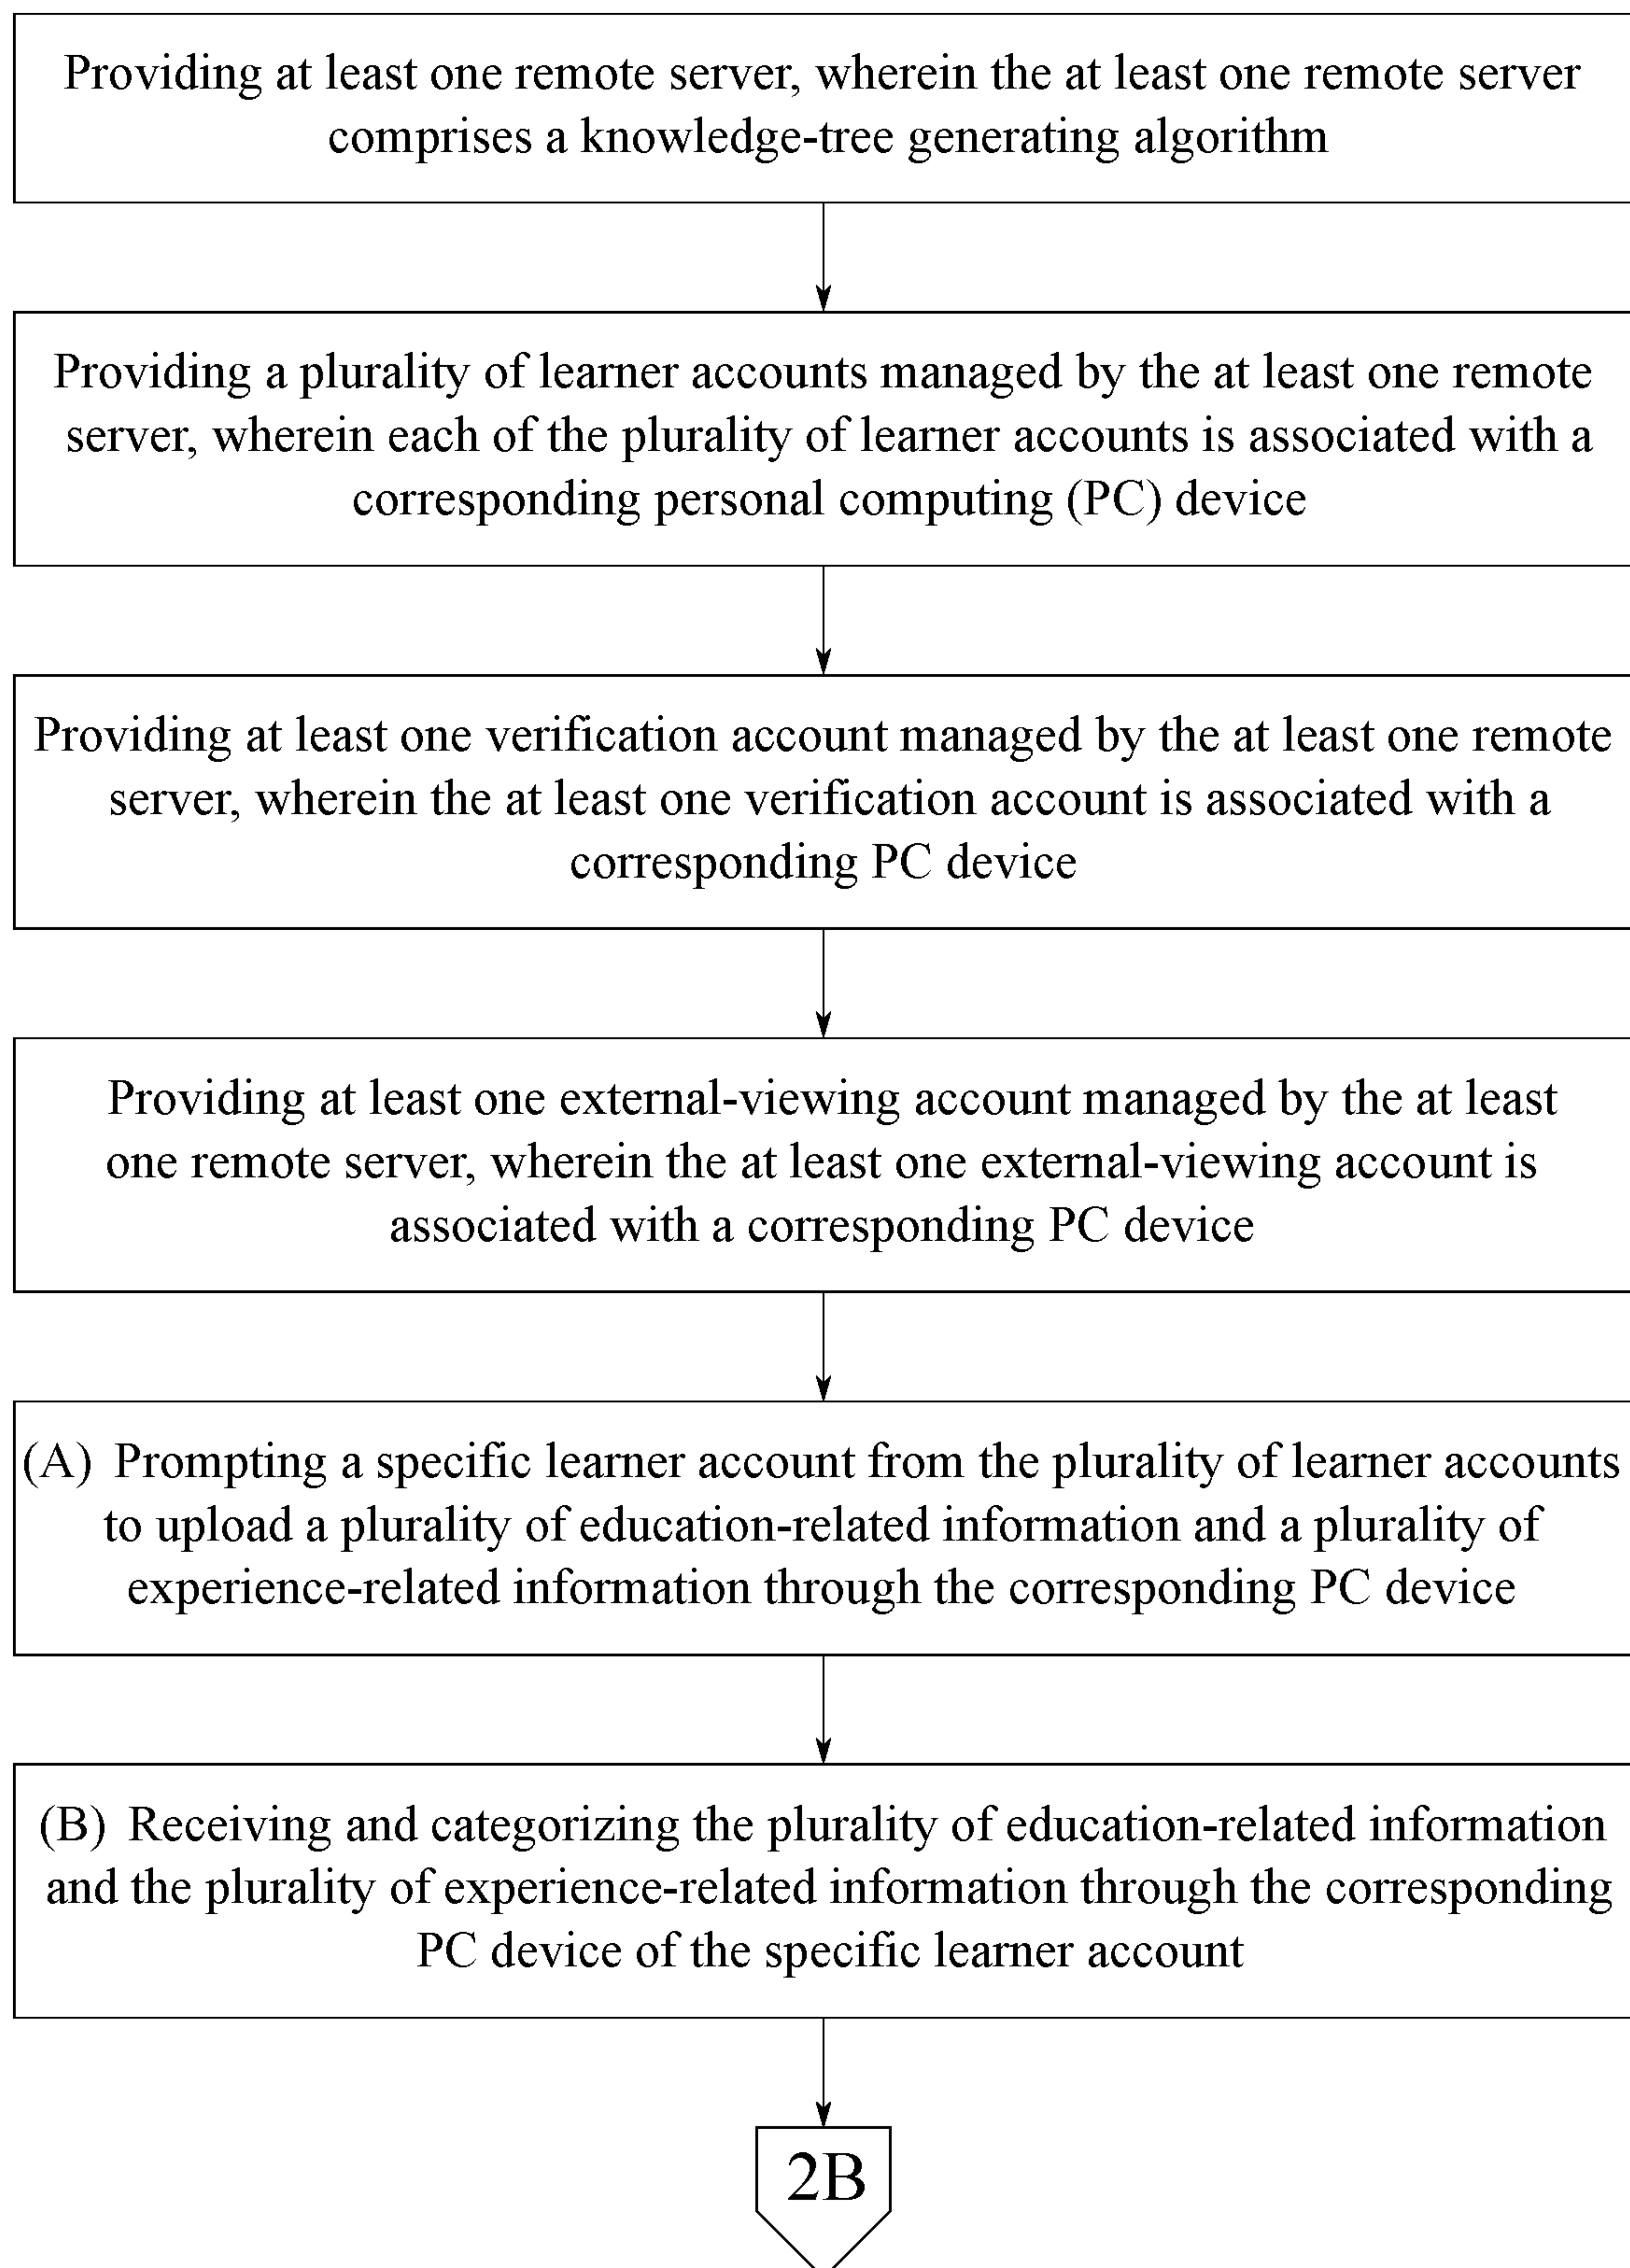 Providing at least one remote server, wherein the at least one remote server
comprises a knowledge-tree generating algorithm
Providing a plurality of learner accounts managed by the at least one remote
server, wherein each of the plurality of learner accounts is associated with a
corresponding personal computing (PC) device
Providing at least one verification account managed by the at least one remote
server, wherein the at least one verification account is associated with a
corresponding PC device
Providing at least one external-viewing account managed by the at least
one remote server, wherein the at least one external-viewing account is
associated with a corresponding PC device
(A) Prompting a specific learner account from the plurality of learner accounts
to upload a plurality of education-related information and a plurality of
experience-related information through the corresponding PC device
(B) Receiving and categorizing the plurality of education-related information
and the plurality of experience-related information through the corresponding
PC device of the specific learner account
2B